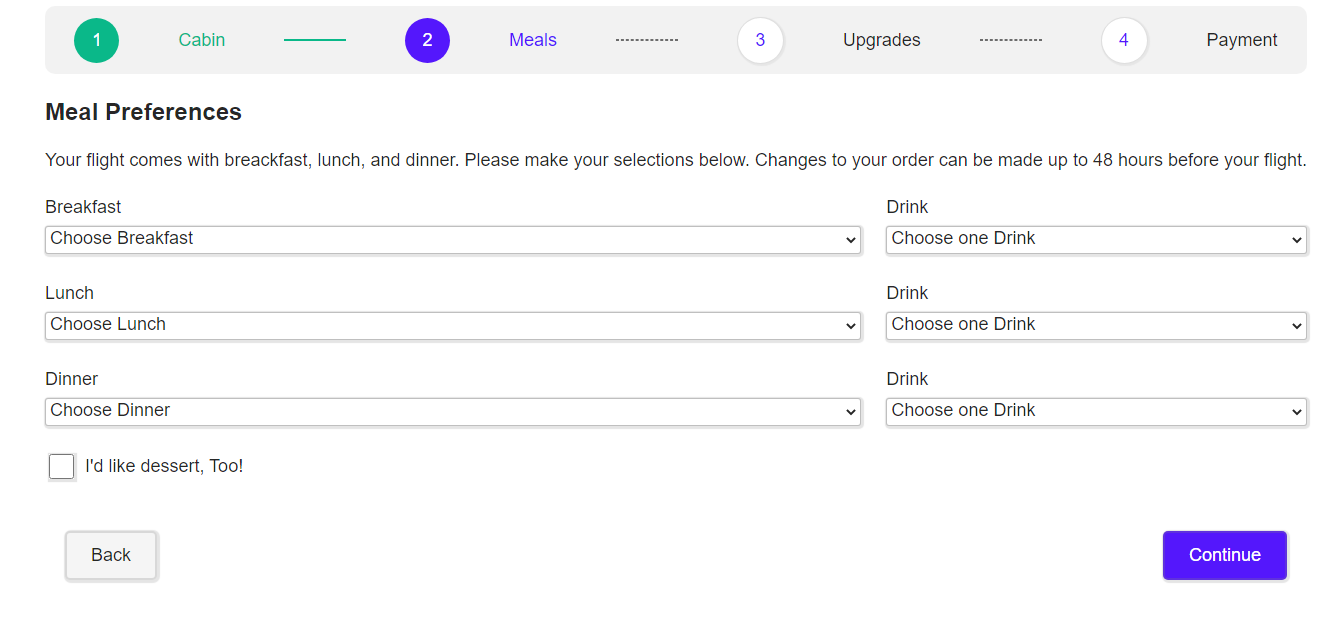 1 Cabin 2 Meals 3 Upgrades 4 Payment
Meal Preferences
Your flight comes with breackfast, lunch, and dinner. Please make your selections below. Changes to your order can be made up to 48 hours before your flight.
Breakfast Drink
Choose Breakfast Choose one Drink
Lunch Drink
Choose Lunch Choose one Drink
Dinner Drink
Choose Dinner Choose one Drink
I'd like dessert, Too!
Back Continue